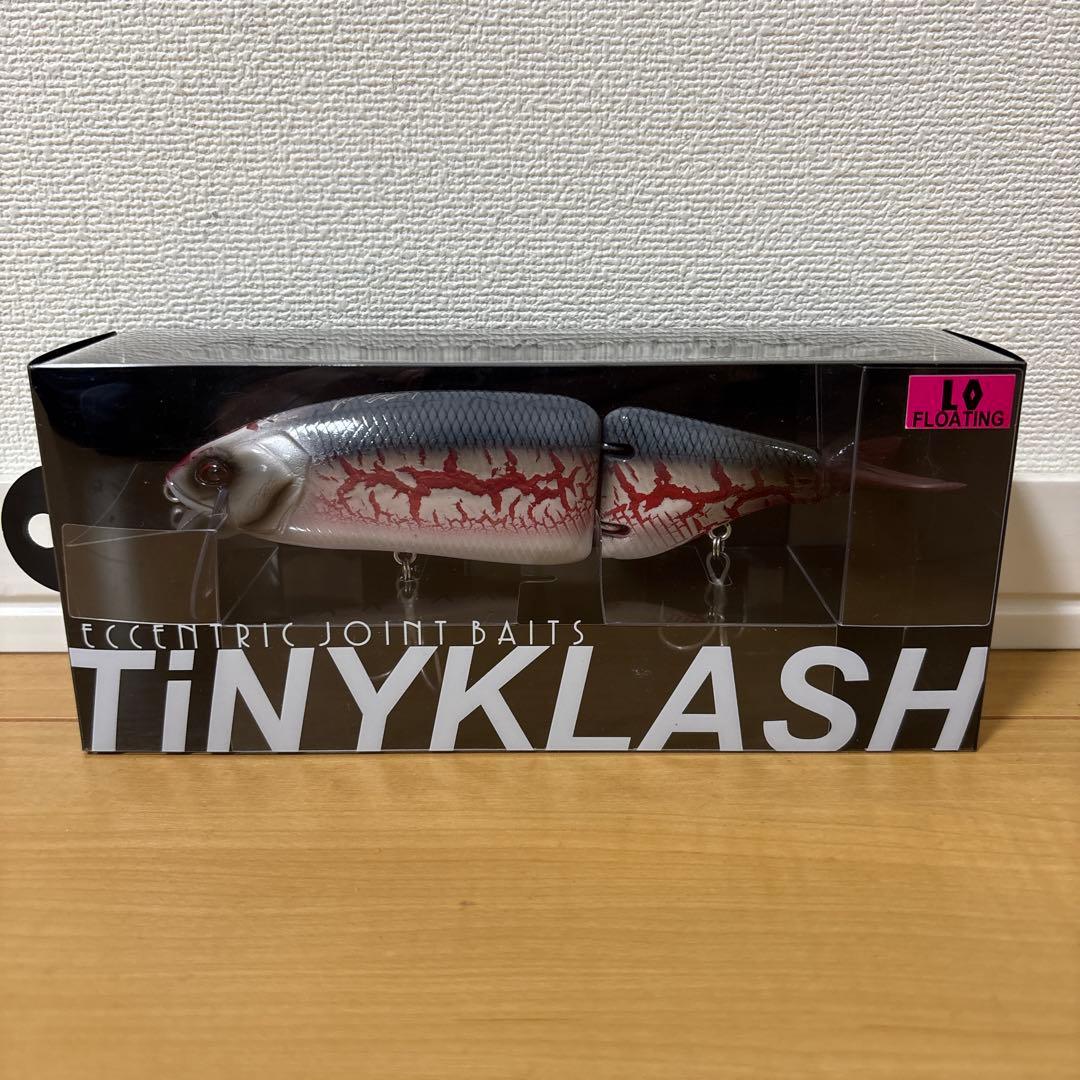 LO
FLOATING
ECCENTRIC JOINT BAITS
TiNYKLASH